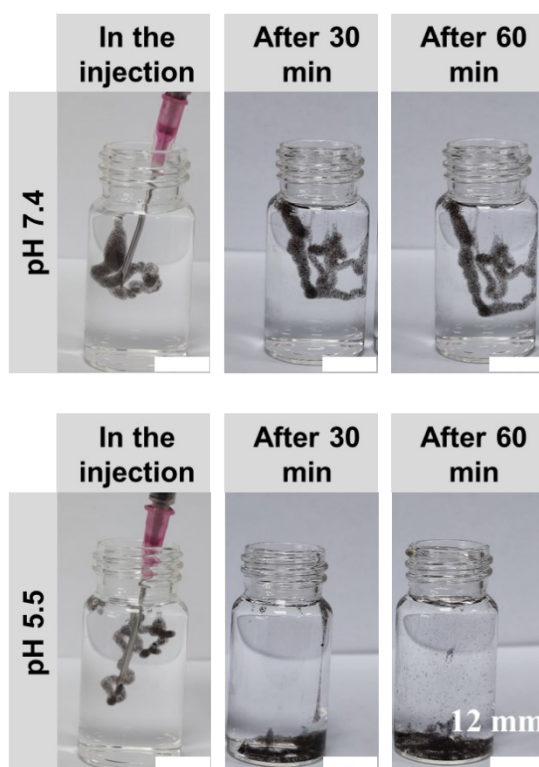 In the
injection
After 30
min
After 60
min
pH 7.4
In the
injection
After 30
min
After 60
min
pH 5.5
12 mm